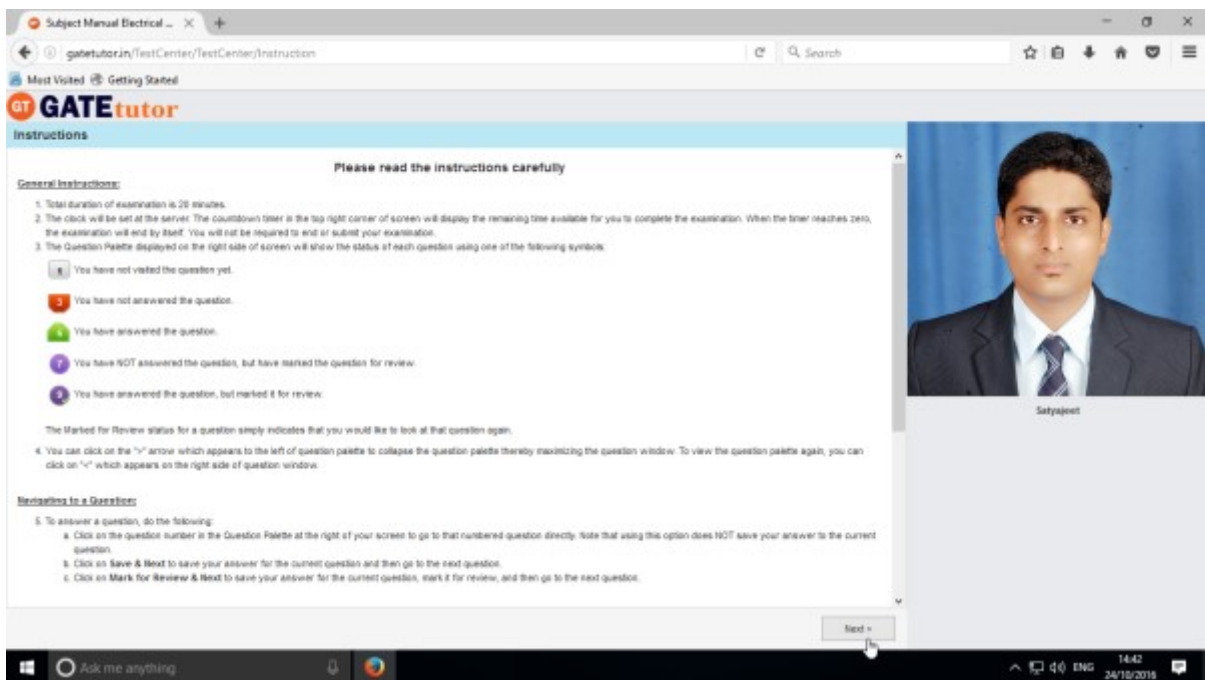 Subject Manual Electrical ...
gatetutor.in/TestCenter/TestCenter/Instruction
Search
Most Visited Getting Started
GT GATEtutor
Instructions
Please read the instructions carefully
General Instructions:
1. Total duration of examination is 20 minutes.
2. The clock will be set at the server. The countdown timer in the top right corner of screen will display the remaining time available for you to complete the examination. When the timer reaches zero,
the examination will end by itself. You will not be required to end or submit your examination.
3. The Question Palette displayed on the right side of screen will show the status of each question using one of the following symbols:
You have not visited the question yet.
3 You have not answered the question.
You have answered the question.
7 You have NOT answered the question, but have marked the question for review.
9 You have answered the question, but marked it for review.
Satyajeet
The Marked for Review status for a question simply indicates that you would like to look at that question again.
4. You can click on the ">" arrow which appears to the left of question palette to collapse the question palette thereby maximizing the question window. To view the question palette again, you can
click on "<" which appears on the right side of question window.
Navigating to a Question:
5. To answer a question, do the following:
a. Click on the question number in the Question Palette at the right of your screen to go to that numbered question directly. Note that using this option does NOT save your answer to the current
question.
b. Click on Save & Next to save your answer for the current question and then go to the next question.
c. Click on Mark for Review & Next to save your answer for the current question, mark it for review, and then go to the next question.
Next »
Ask me anything
ENG
14:42
24/10/2016